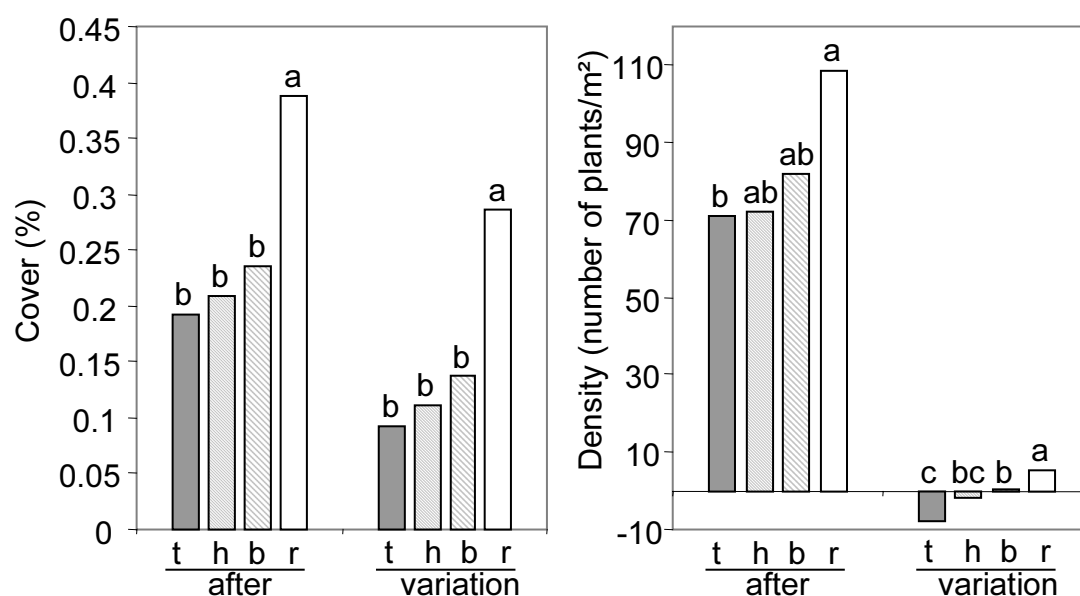 Cover (%)
0.45
0.4
0.35
0.3
0.25
0.2
0.15
0.1
0.05
0
b
b
b
a
b
b
b
a
t h b r
t h b r
after
variation
Density (number of plants/m²)
110
90
70
50
30
10
-10
b
ab
ab
a
c
bc
b
a
t h b r
t h b r
after
variation